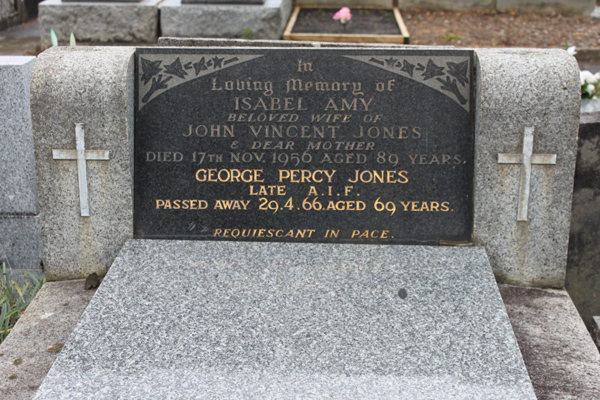 In
Loving Memory of
ISABEL AMY
BELOVED WIFE OF
JOHN VINCENT JONES
& DEAR MOTHER
DIED 17TH NOV. 1956 AGED 89 YEARS.
GEORGE PERCY JONES
LATE A.I.F.
PASSED AWAY 29.4.66. AGED 69 YEARS.
REQUIESCANT IN PACE.